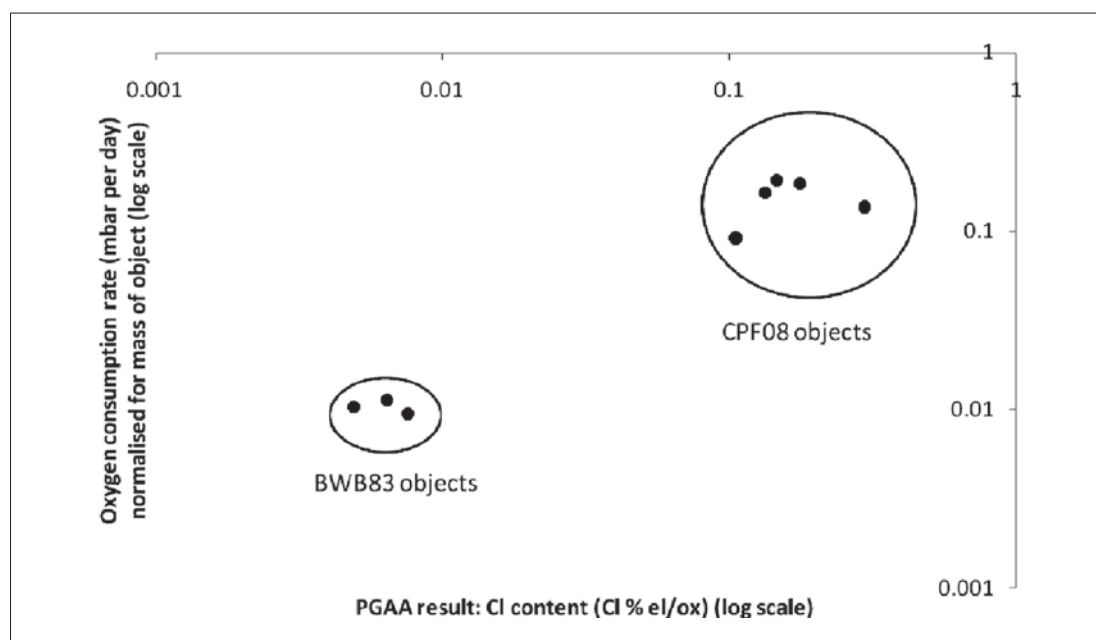 1
0.001 0.01 0.1 1
Oxygen consumption rate (mbar per day)
normalised for mass of object (log scale)
0.1
CPF08 objects
0.01
BWB83 objects
0.001
PGAA result: Cl content (Cl % el/ox) (log scale)